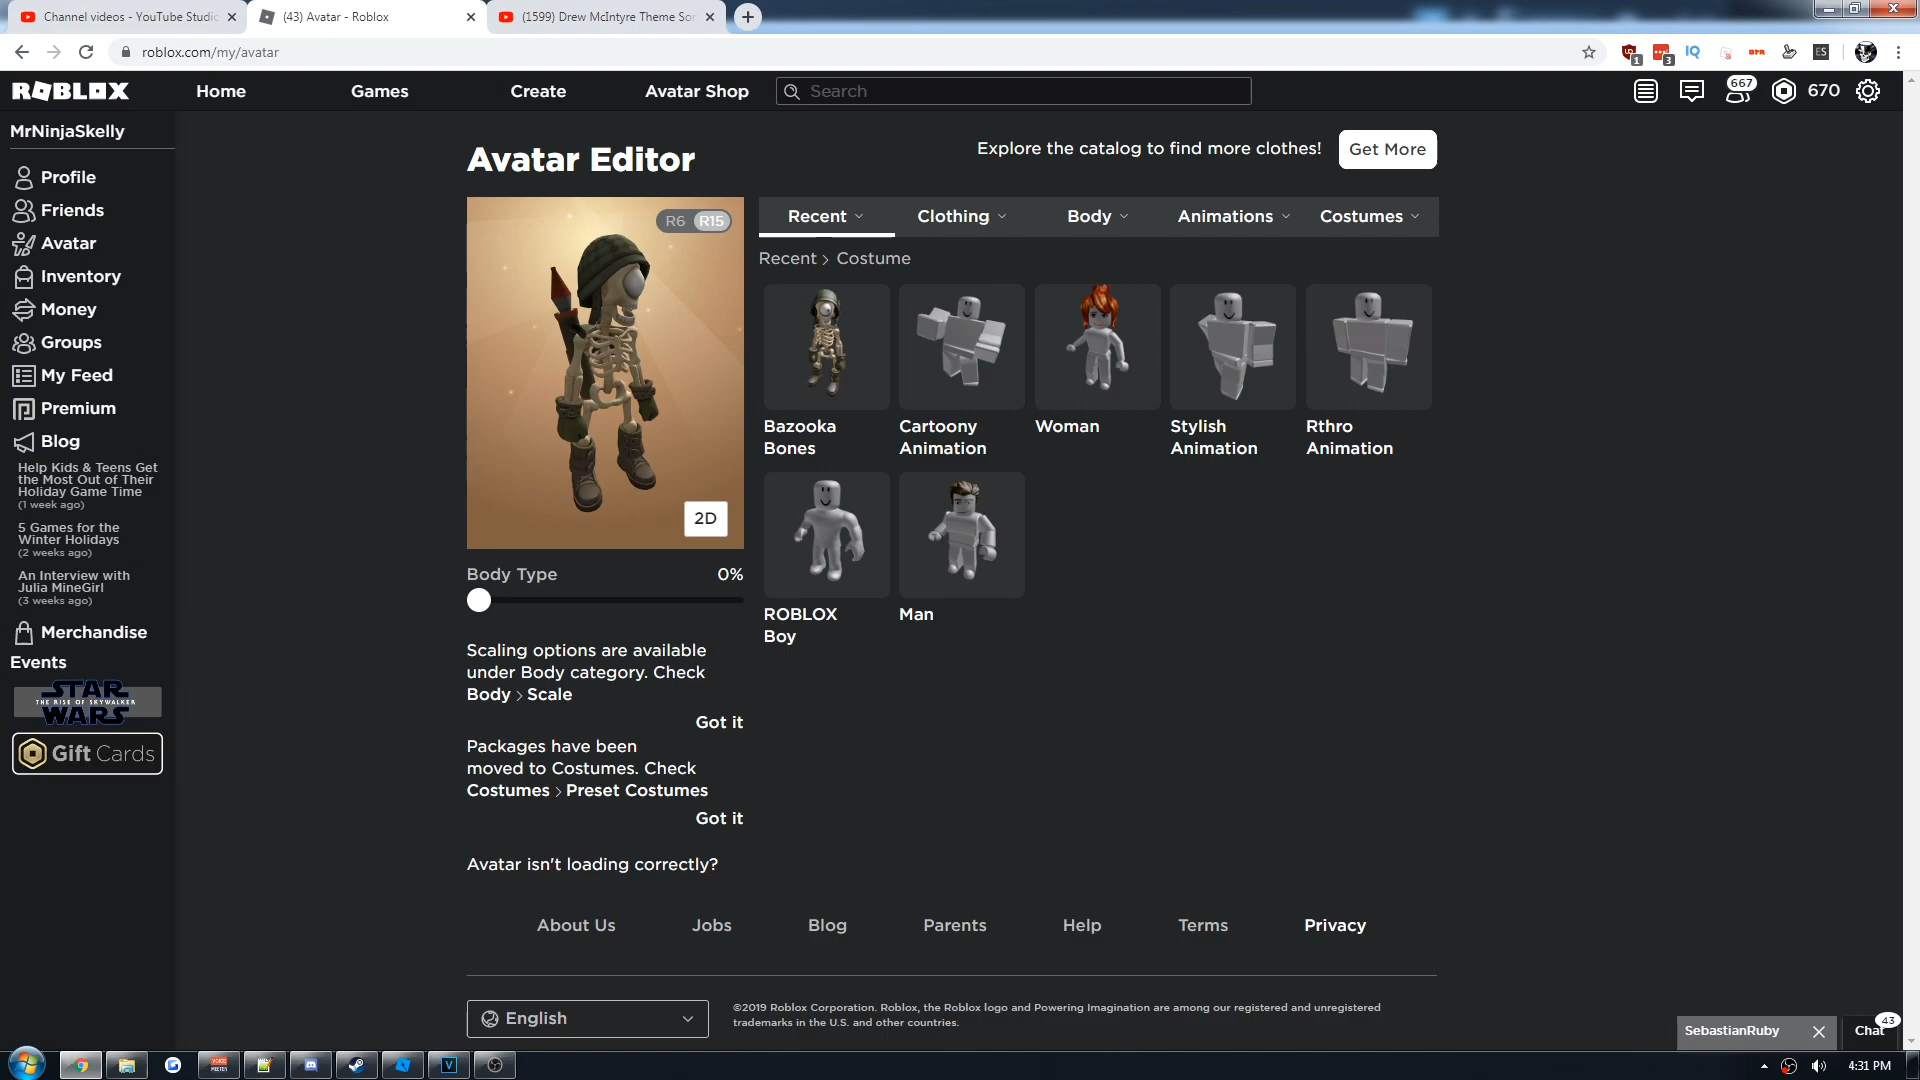 Channel videos - YouTube Studio
(43) Avatar - Roblox
(1599) Drew McIntyre Theme Son
roblox.com/my/avatar
1
3
IQ
ES
ROBLOX
Home
Games
Create
Avatar Shop
Search
667
670
MrNinjaSkelly
Profile
Friends
Avatar
Inventory
Money
Groups
My Feed
Premium
Blog
Help Kids & Teens Get
the Most Out of Their
Holiday Game Time
(1 week ago)
5 Games for the
Winter Holidays
(2 weeks ago)
An Interview with
Julia MineGirl
(3 weeks ago)
Merchandise
Events
STAR
THE RISE OF SKYWALKER
WARS
Gift Cards
Avatar Editor
Explore the catalog to find more clothes!
Get More
R6 R15
2D
Body Type 0%
Scaling options are available
under Body category. Check
Body > Scale
Got it
Packages have been
moved to Costumes. Check
Costumes > Preset Costumes
Got it
Avatar isn't loading correctly?
Recent
Clothing
Body
Animations
Costumes
Recent > Costume
Bazooka
Bones
Cartoony
Animation
Woman
Stylish
Animation
Rthro
Animation
ROBLOX
Boy
Man
About Us
Jobs
Blog
Parents
Help
Terms
Privacy
English
©2019 Roblox Corporation. Roblox, the Roblox logo and Powering Imagination are among our registered and unregistered
trademarks in the U.S. and other countries.
SebastianRuby
Chat
43
VOICE
MEETER
V
4:31 PM